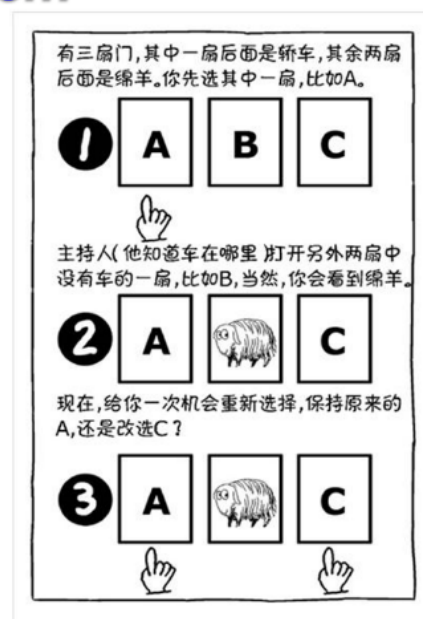 有三扇门,其中一扇后面是轿车,其余两扇
后面是绵羊。你先选其中一扇,比如A。
1 A B C
主持人(他知道车在哪里)打开另外两扇中
没有车的一扇,比如B,当然,你会看到绵羊。
2 A C
现在,给你一次机会重新选择,保持原来的
A,还是改选C?
3 A C